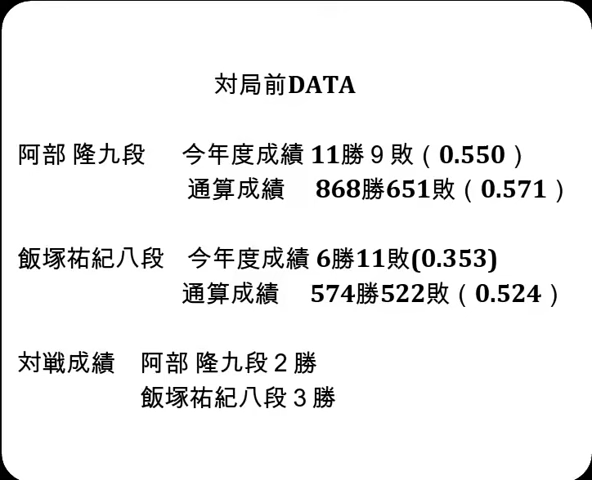 対局前DATA
阿部 隆九段 今年度成績 11勝９敗（0.550）
通算成績 868勝651敗（0.571）
飯塚祐紀八段 今年度成績 6勝11敗(0.353)
通算成績 574勝522敗（0.524）
対戦成績 阿部 隆九段２勝
飯塚祐紀八段３勝